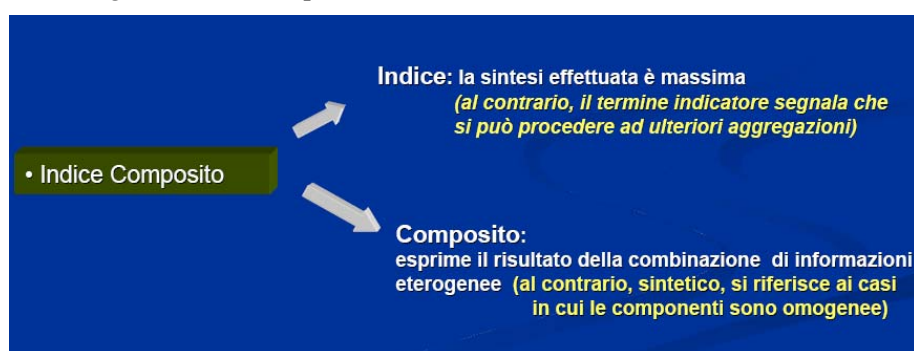 Indice: la sintesi effettuata è massima
(al contrario, il termine indicatore segnala che
si può procedere ad ulteriori aggregazioni)
• Indice Composito
Composito:
esprime il risultato della combinazione di informazioni
eterogenee (al contrario, sintetico, si riferisce ai casi
in cui le componenti sono omogenee)